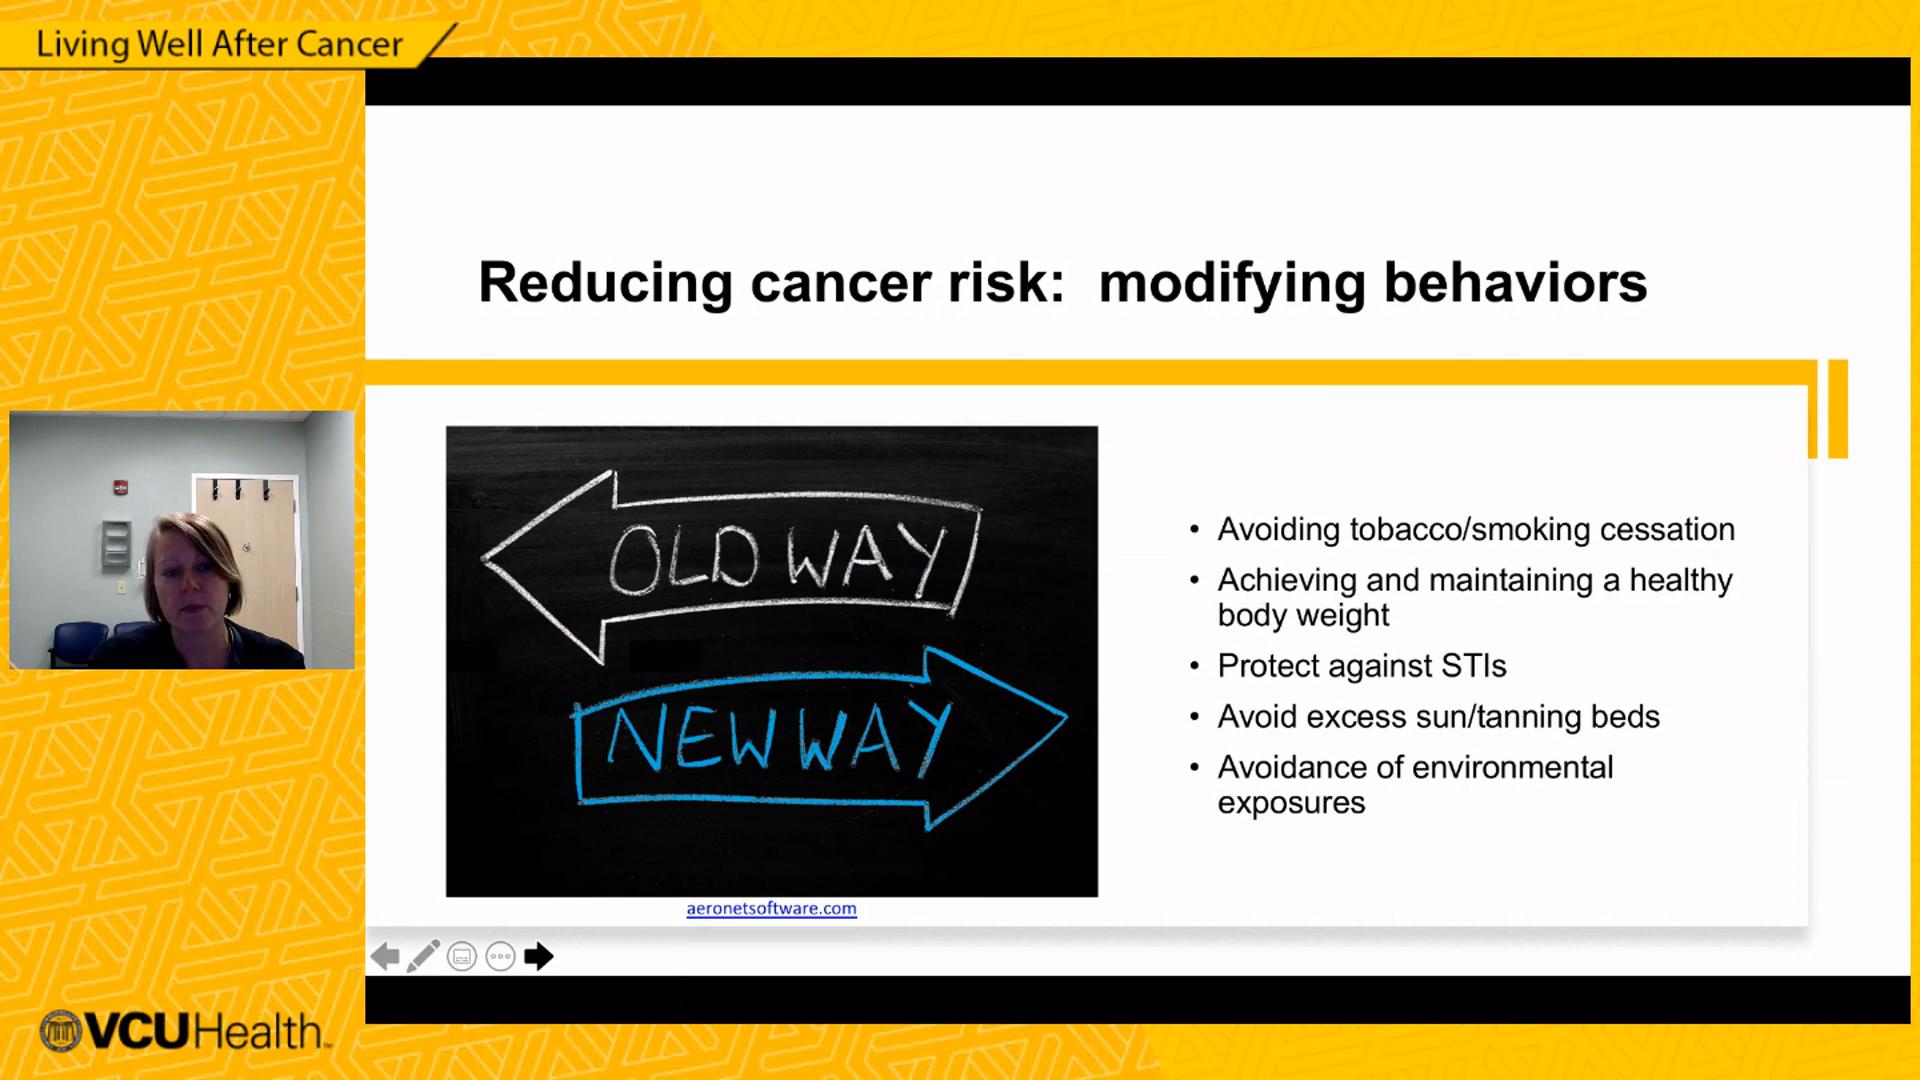 Living Well After Cancer
Reducing cancer risk: modifying behaviors
OLD WAY
NEW WAY
aeronetsoftware.com
• Avoiding tobacco/smoking cessation
• Achieving and maintaining a healthy
body weight
• Protect against STIs
• Avoid excess sun/tanning beds
• Avoidance of environmental
exposures
VCUHealth™